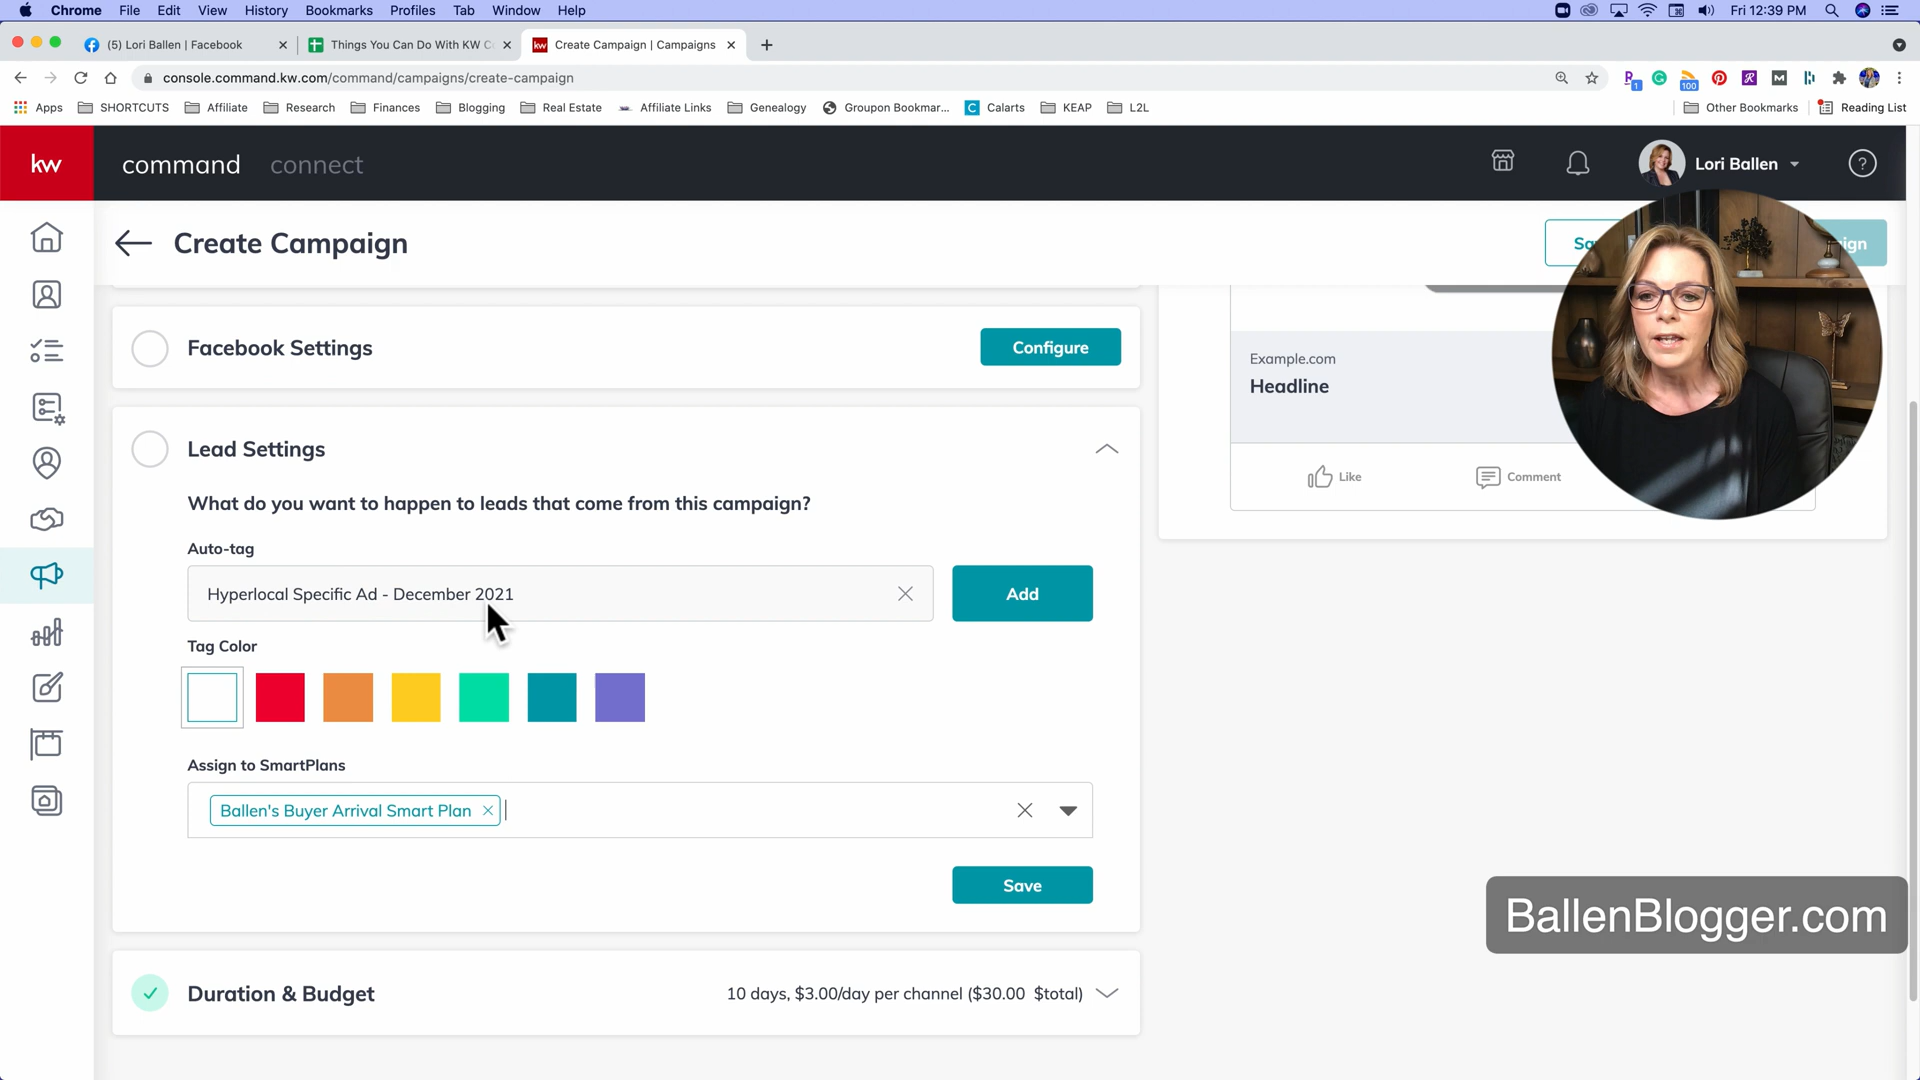 Chrome File Edit View History Bookmarks Profiles Tab Window Help Fri 12:39 PM
(5) Lori Ballen | Facebook Things You Can Do With KW C Create Campaign | Campaigns
console.command.kw.com/command/campaigns/create-campaign
Apps SHORTCUTS Affiliate Research Finances Blogging Real Estate Affiliate Links Genealogy Groupon Bookmar... Calarts KEAP L2L Other Bookmarks Reading List
kw command connect Lori Ballen
Create Campaign
Facebook Settings Configure
Example.com
Headline
Lead Settings
Like Comment
What do you want to happen to leads that come from this campaign?
Auto-tag
Hyperlocal Specific Ad - December 2021 Add
Tag Color
Assign to SmartPlans
Ballen's Buyer Arrival Smart Plan
Save
BallenBlogger.com
Duration & Budget 10 days, $3.00/day per channel ($30.00 $total)